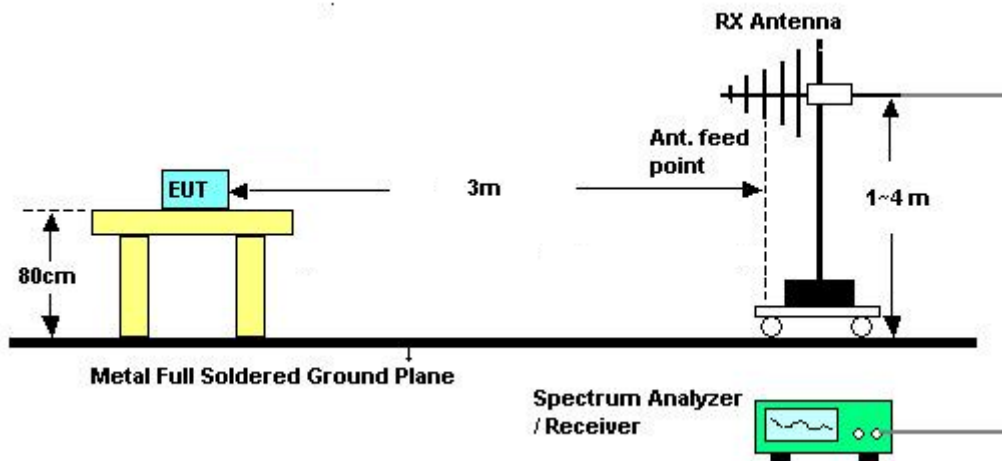 RX Antenna
Ant. feed
point
EUT
3m
1~4 m
80cm
Metal Full Soldered Ground Plane
Spectrum Analyzer
/ Receiver